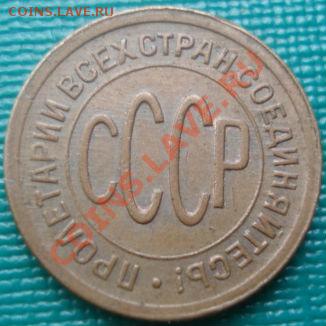 COINS.LAVE.RU
ПРОЛЕТАРИИ ВСЕХ СТРАН СОЕДИНЯЙТЕСЬ!
СССР
COINS.LAVE.RU